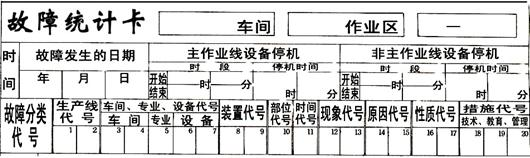 故障统计卡 车间 作业区 一
时间 故障发生的日期 主作业线设备停机 非主作业线设备停机
年 月 日 时段 停机时间 时段 停机时间
开始 结束 时 分 开始 结束 时 分
故障分类代号 生产线代号 车间、专业、设备代号 装置代号 部位代号 时间代号 现象代号 原因代号 性质代号 措施代号
车间 专业 设备 技术、教育、管理
1 2 3 4 5 6 7 8 9 10 11 12 13 14 15 16 17 18 19 20